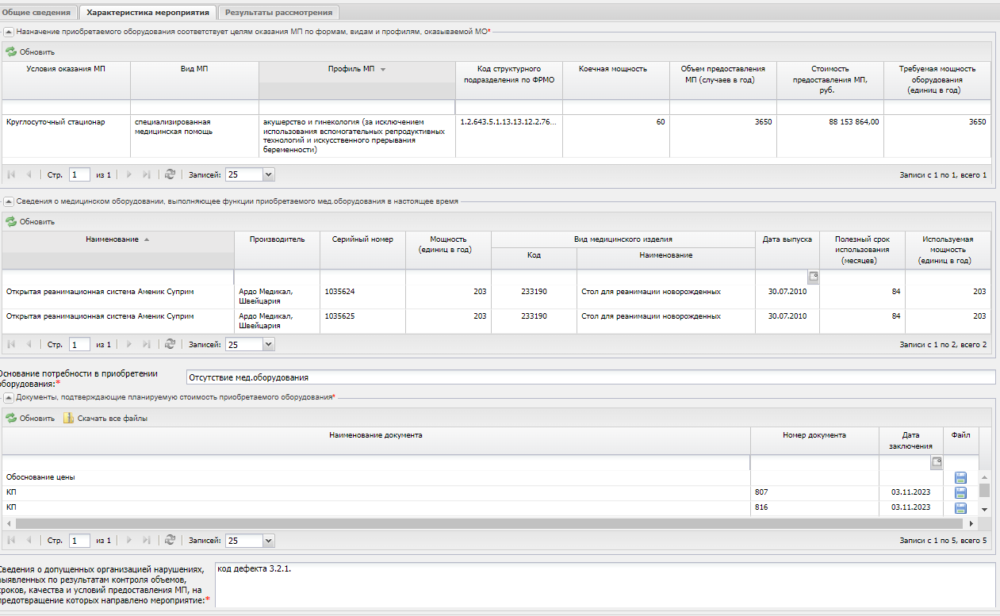 Общие сведения
Характеристика мероприятия
Результаты рассмотрения
Назначение приобретаемого оборудования соответствует целям оказания МП по формам, видам и профилям, оказываемой МО*
Обновить
Условия оказания МП
Вид МП
Профиль МП
Код структурного
подразделения по ФРМО
Коечная мощность
Объем предоставления
МП (случаев в год)
Стоимость
предоставления МП,
руб.
Требуемая мощность
оборудования
(единиц в год)
Круглосуточный стационар
специализированная
медицинская помощь
акушерство и гинекология (за исключением
использования вспомогательных репродуктивных
технологий и искусственного прерывания
беременности)
1.2.643.5.1.13.13.12.2.76...
60
3650
88 153 864,00
3650
Стр. 1 из 1
Записей: 25
Записи с 1 по 1, всего 1
Сведения о медицинском оборудовании, выполняющее функции приобретаемого мед.оборудования в настоящее время
Обновить
Наименование
Производитель
Серийный номер
Мощность
(единиц в год)
Вид медицинского изделия
Код
Наименование
Дата выпуска
Полезный срок
использования
(месяцев)
Используемая
мощность
(единиц в год)
Открытая реанимационная система Аменик Суприм
Ардо Медикал,
Швейцария
1035624
203
233190
Стол для реанимации новорожденных
30.07.2010
84
203
Открытая реанимационная система Аменик Суприм
Ардо Медикал,
Швейцария
1035625
203
233190
Стол для реанимации новорожденных
30.07.2010
84
203
Стр. 1 из 1
Записей: 25
Записи с 1 по 2, всего 2
Основание потребности в приобретении
оборудования:*
Отсутствие мед.оборудования
Документы, подтверждающие планируемую стоимость приобретаемого оборудования*
Обновить
Скачать все файлы
Наименование документа
Номер документа
Дата
заключения
Файл
Обоснование цены
КП
807
03.11.2023
КП
816
03.11.2023
Стр. 1 из 1
Записей: 25
Записи с 1 по 5, всего 5
Сведения о допущенных организацией нарушениях,
выявленных по результатам контроля объемов,
сроков, качества и условий предоставления МП, на
предотвращение которых направлено мероприятие:*
код дефекта 3.2.1.